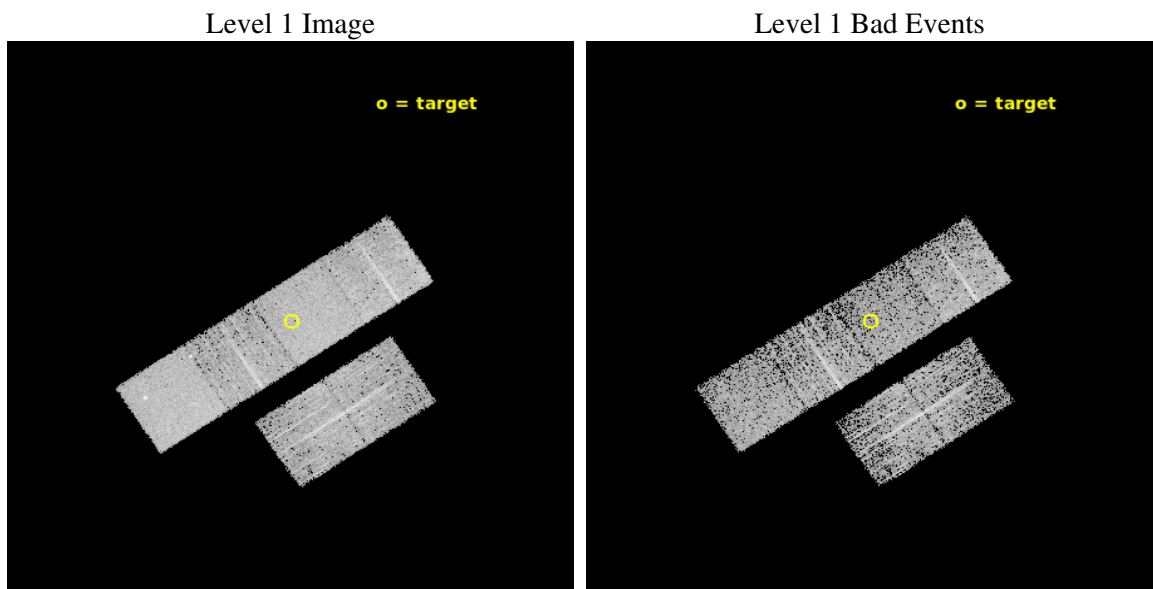 Level 1 Image
Level 1 Bad Events
o = target
o = target